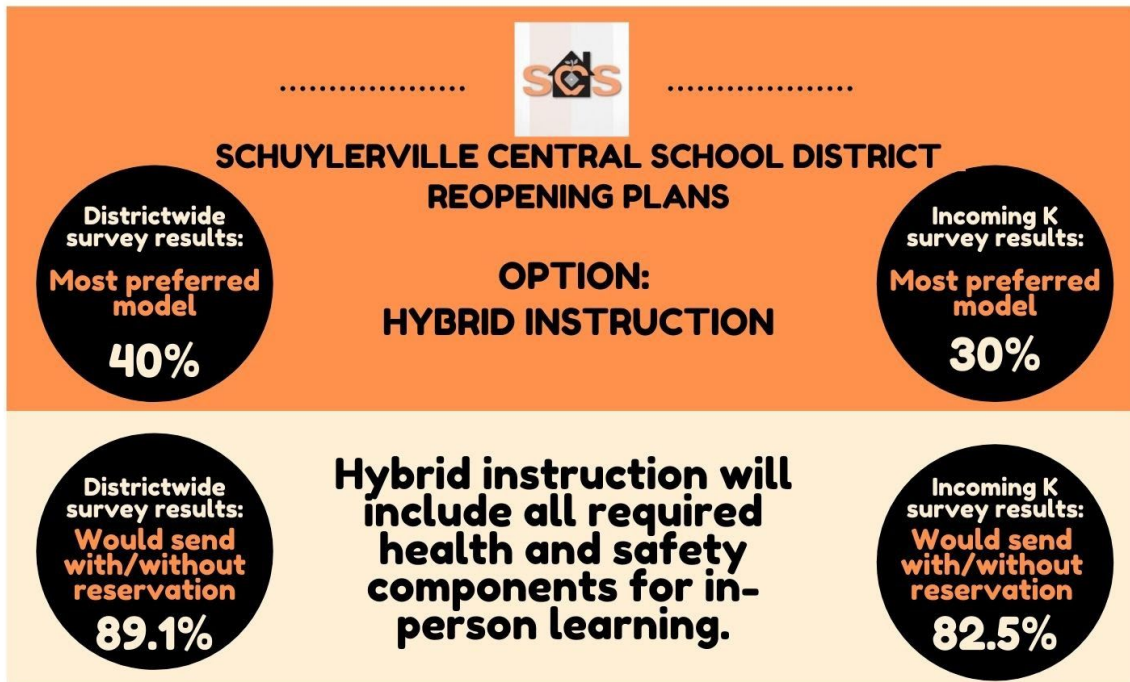 SCS
SCHUYLERVILLE CENTRAL SCHOOL DISTRICT
REOPENING PLANS
Districtwide
survey results:
Most preferred
model
40%
OPTION:
HYBRID INSTRUCTION
Incoming K
survey results:
Most preferred
model
30%
Districtwide
survey results:
Would send
with/without
reservation
89.1%
Hybrid instruction will
include all required
health and safety
components for in-
person learning.
Incoming K
survey results:
Would send
with/without
reservation
82.5%